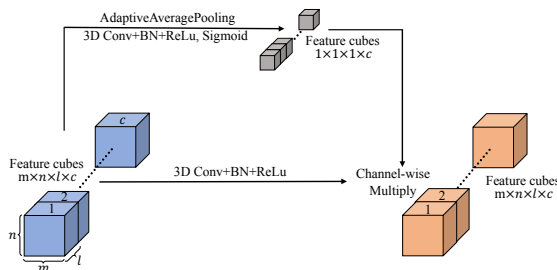 AdaptiveAveragePooling
3D Conv+BN+ReLu, Sigmoid
Feature cubes
1×1×1×c
c
Feature cubes
m×n×l×c
3D Conv+BN+ReLu
Channel-wise
Multiply
Feature cubes
m×n×l×c
2
1
n
m
l
2
1